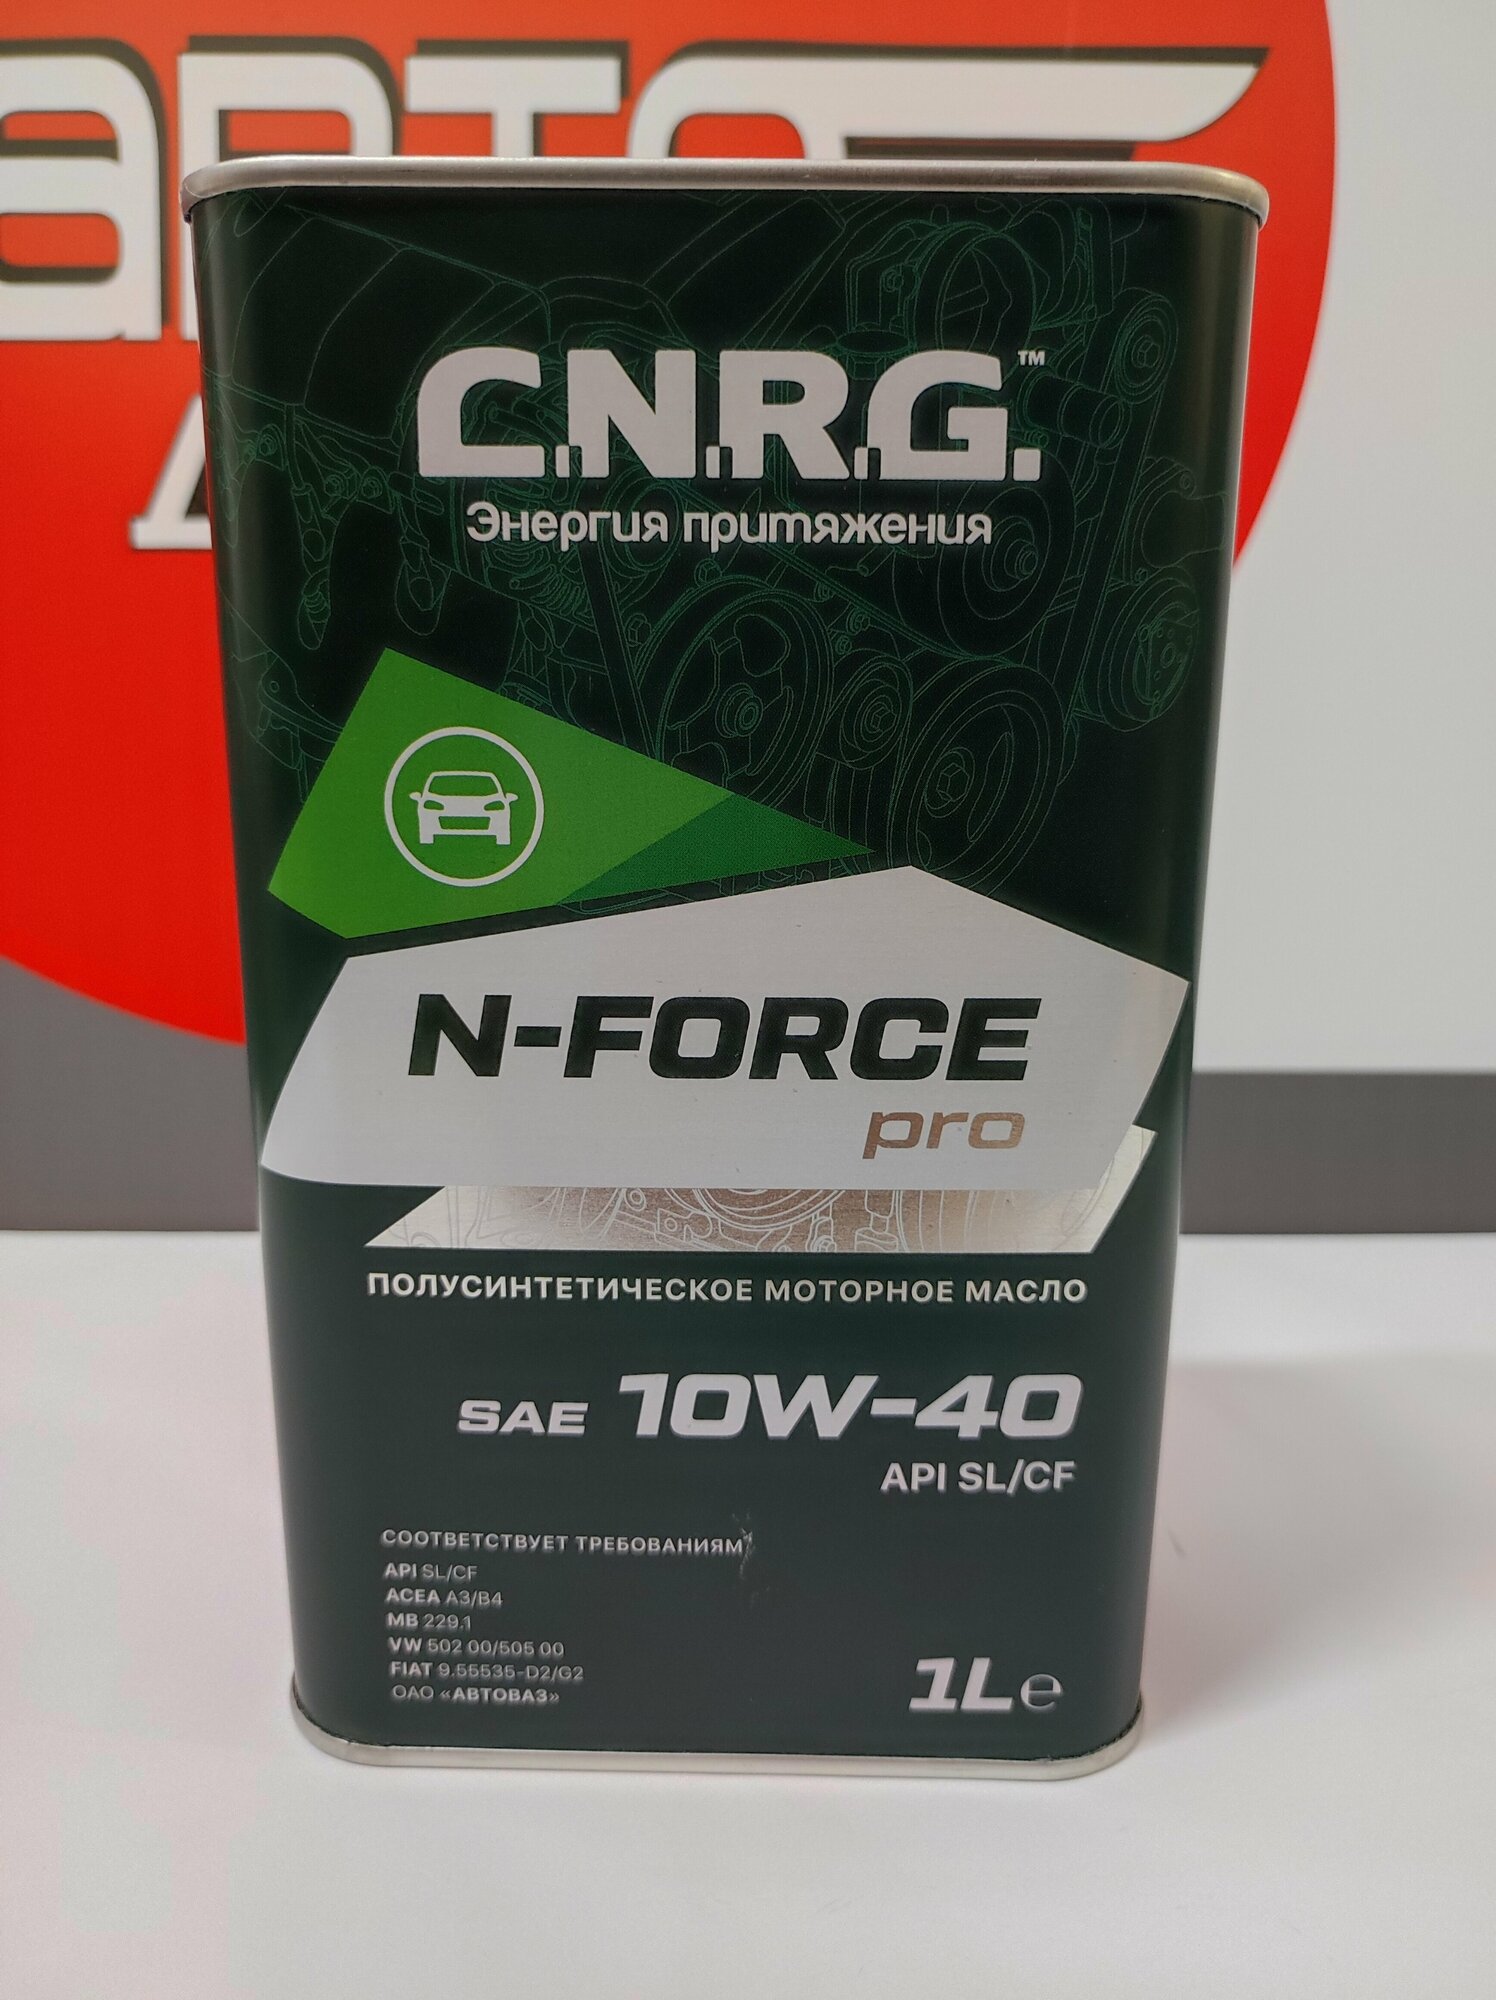 авто
C.N.R.G.™
Энергия притяжения
N-FORCE
pro
ПОЛУСИНТЕТИЧЕСКОЕ МОТОРНОЕ МАСЛО
SAE 10W-40
API SL/CF
СООТВЕТСТВУЕТ ТРЕБОВАНИЯМ
API SL/CF
ACEA A3/B4
MB 229.1
VW 502 00/505 00
FIAT 9.55535-D2/G2
ОАО «АВТОВАЗ»
1L e